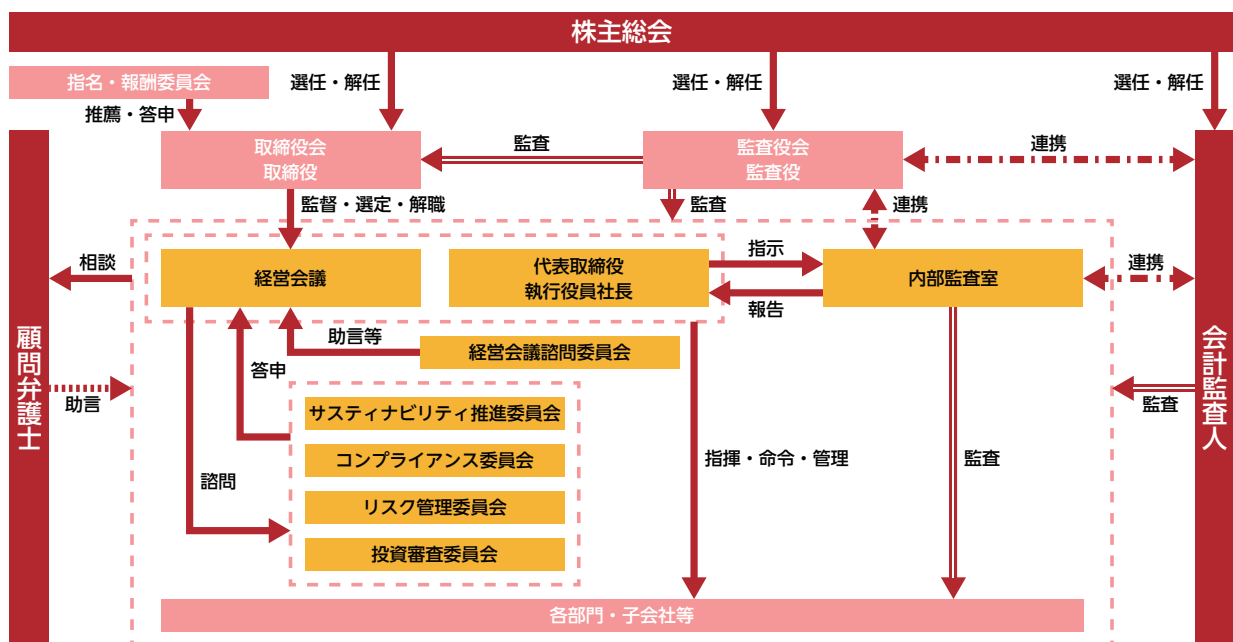 株主総会
指名・報酬委員会
選任・解任
選任・解任
選任・解任
推薦・答申
取締役会
取締役
監査
監査役会
監査役
連携
監督・選定・解職
監査
連携
相談
経営会議
代表取締役
執行役員社長
指示
報告
内部監査室
連携
顧問弁護士
会計監査人
助言等
経営会議諮問委員会
答申
助言
監査
サスティナビリティ推進委員会
コンプライアンス委員会
リスク管理委員会
投資審査委員会
諮問
指揮・命令・管理
監査
各部門・子会社等